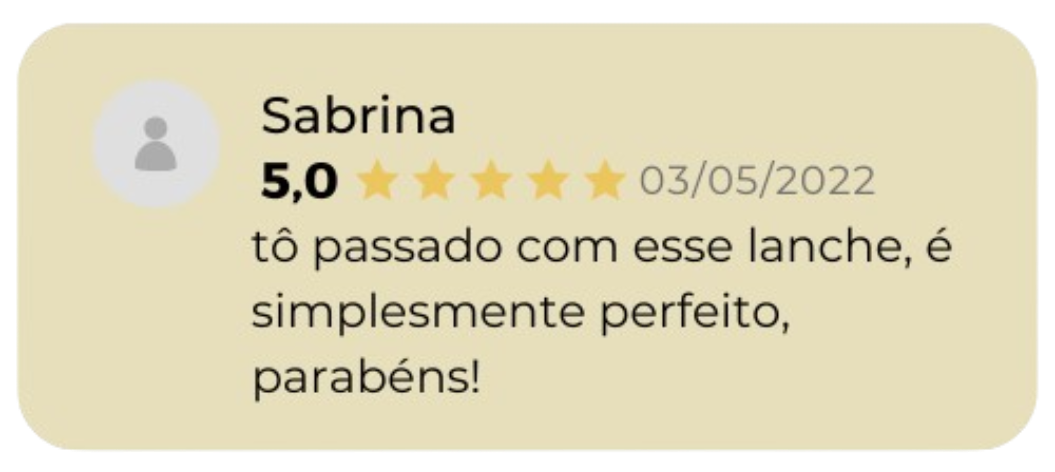 Sabrina
5,0 03/05/2022
tô passado com esse lanche, é
simplesmente perfeito,
parabéns!